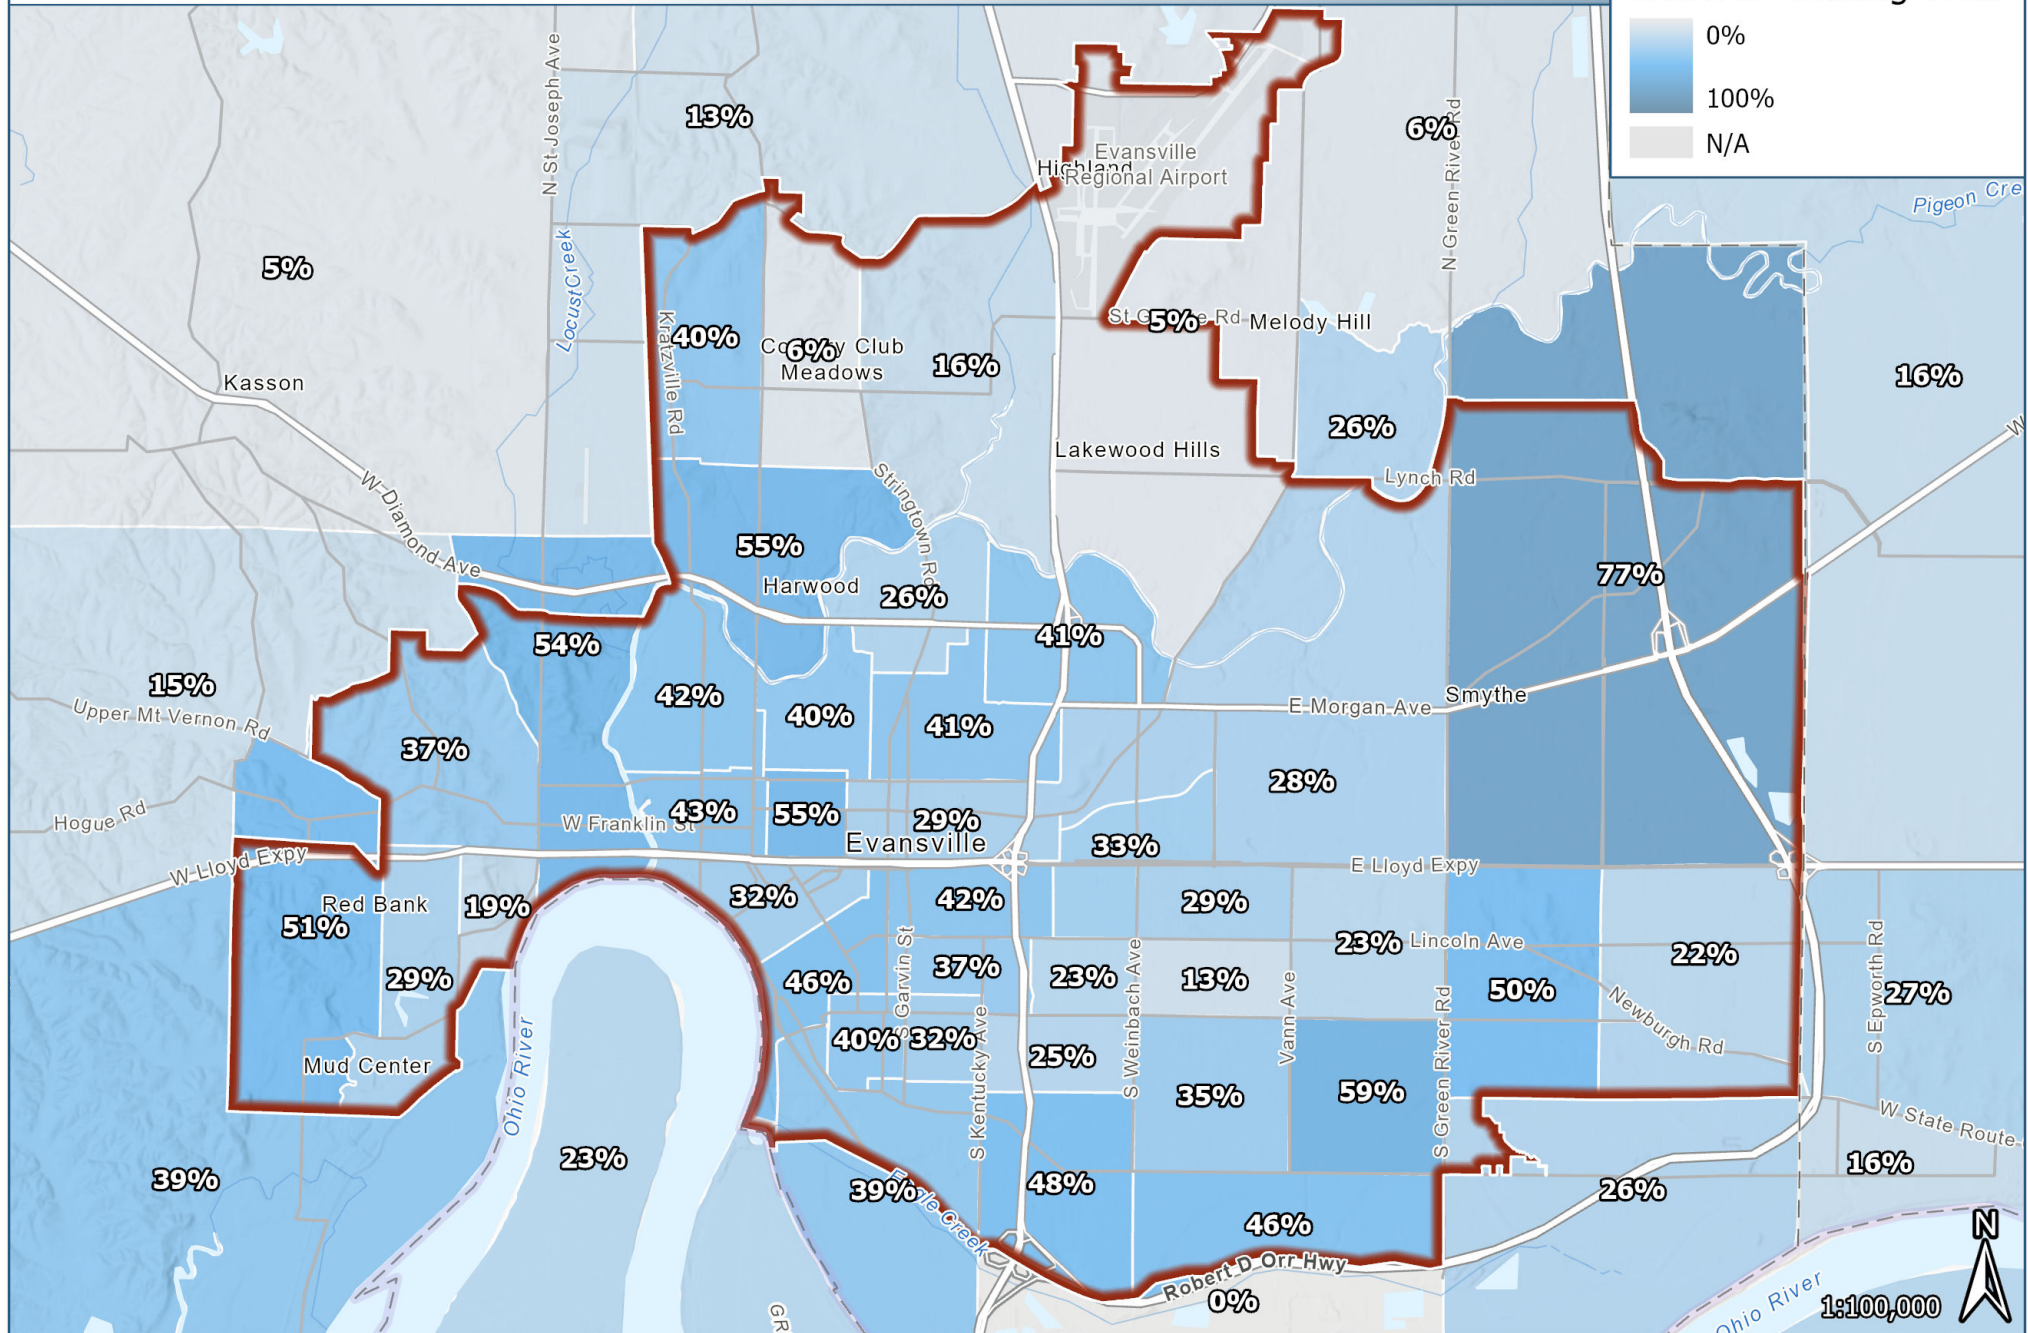 0%
100%
N/A
N St Joseph Ave
13%
6%
N Green River Rd
Evansville
Regional Airport
Highland
Pigeon Cre
Locust Creek
5%
40%
Kratzville Rd
6%
Meadows
16%
5%
Melody Hill
16%
Kasson
26%
Lakewood Hills
Lynch Rd
W
W Diamond Ave
Stringtown Rd
55%
Harwood
26%
77%
41%
54%
15%
Upper Mt Vernon Rd
42%
40%
41%
Smythe
E Morgan Ave
37%
28%
Hogue Rd
43%
W Franklin St
55%
29%
Evansville
33%
W Lloyd Expy
E Lloyd Expy
Red Bank
51%
19%
32%
42%
29%
23%
Lincoln Ave
22%
29%
46%
S Garvin St
37%
23%
S Weinbach Ave
13%
Vann Ave
50%
27%
S Epworth Rd
Newburgh Rd
40%
32%
S Kentucky Ave
25%
Mud Center
Ohio River
35%
59%
S Green River Rd
W State Route
23%
39%
39%
Eagle Creek
48%
46%
26%
16%
Robert D Orr Hwy
0%
GR
Ohio River
1:100,000
N